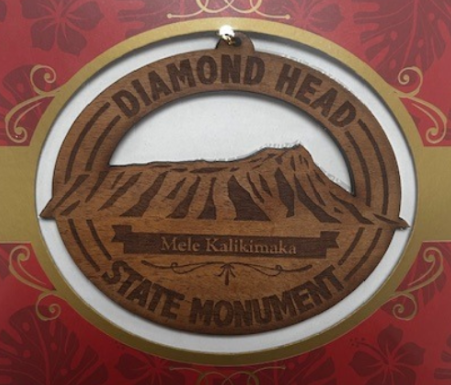 DIAMOND HEAD
Mele Kalikimaka
STATE MONUMENT